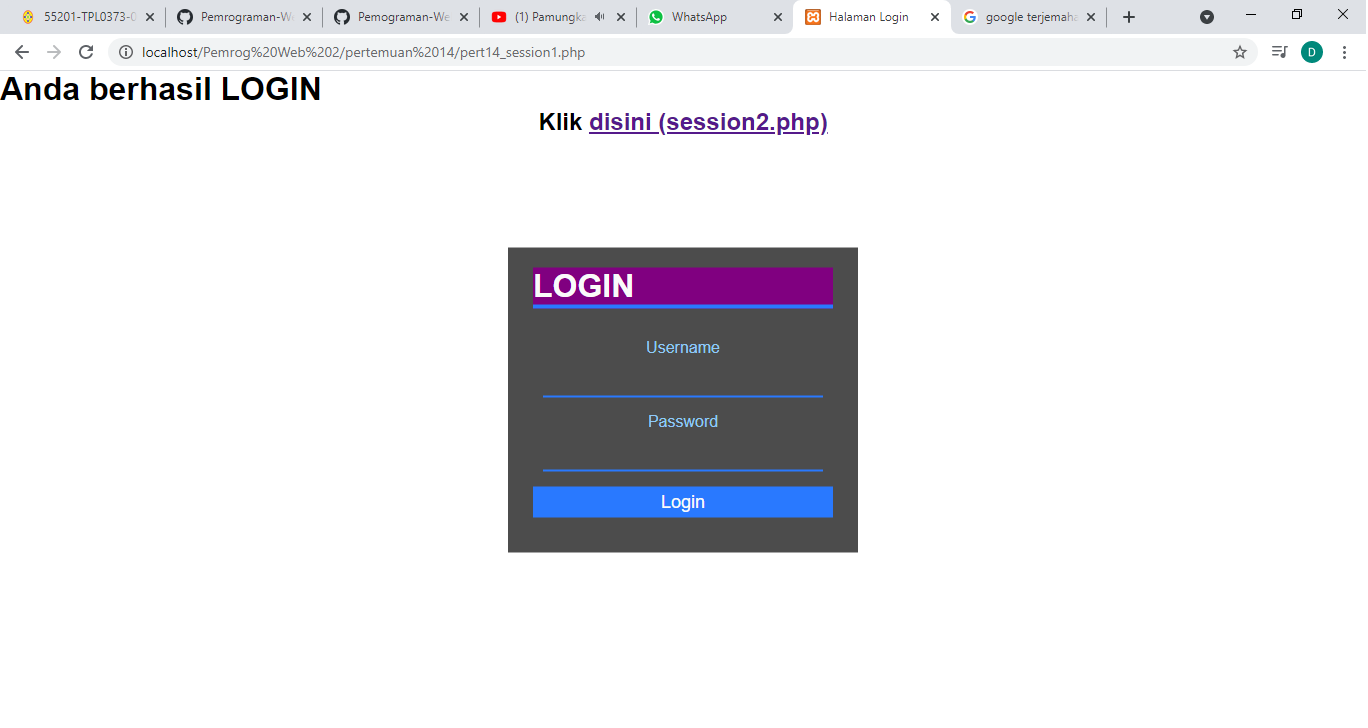 55201-TPL0373-0
Pemrograman-W
Pemograman-We
(1) Pamungka
WhatsApp
Halaman Login
google terjemaha
localhost/Pemrog%20Web%202/pertemuan%2014/pert14_session1.php
D
Anda berhasil LOGIN
Klik disini (session2.php)
LOGIN
Username
Password
Login